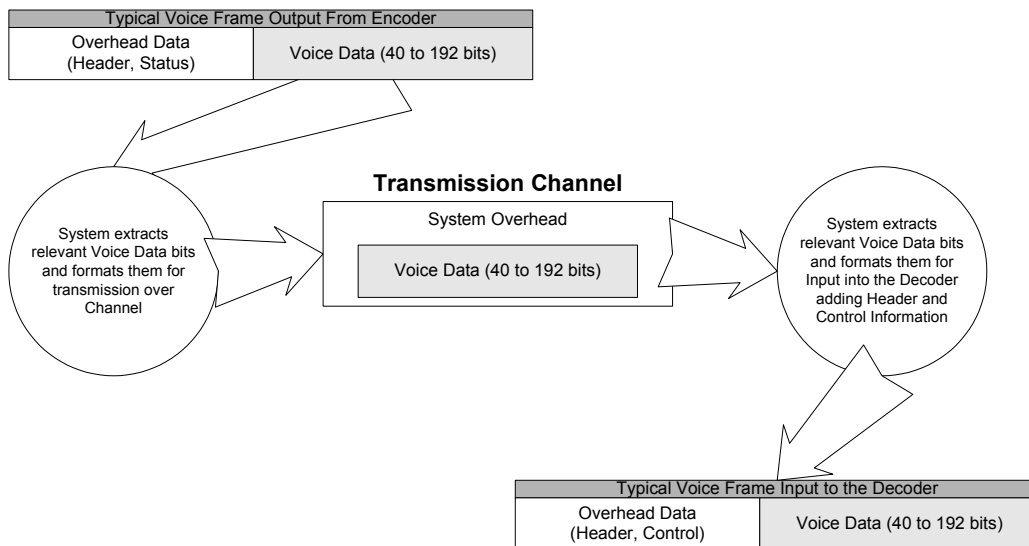 Typical Voice Frame Output From Encoder
Overhead Data
(Header, Status)
Voice Data (40 to 192 bits)
System extracts
relevant Voice Data bits
and formats them for
transmission over
Channel
Transmission Channel
System Overhead
Voice Data (40 to 192 bits)
System extracts
relevant Voice Data bits
and formats them for
Input into the Decoder
adding Header and
Control Information
Typical Voice Frame Input to the Decoder
Overhead Data
(Header, Control)
Voice Data (40 to 192 bits)